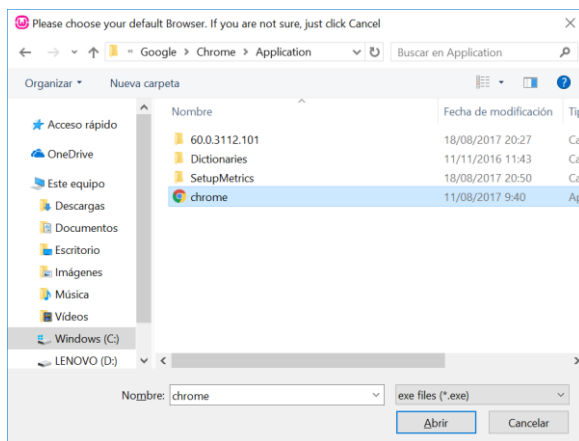 Please choose your default Browser. If you are not sure, just click Cancel
« Google > Chrome > Application
Buscar en Application
Organizar
Nueva carpeta
Nombre
Fecha de modificación
60.0.3112.101 18/08/2017 20:27
Dictionaries 11/11/2016 11:43
SetupMetrics 18/08/2017 20:50
chrome 11/08/2017 9:40
Acceso rápido
OneDrive
Este equipo
Descargas
Documentos
Escritorio
Imágenes
Música
Vídeos
Windows (C:)
LENOVO (D:)
Nombre: chrome
exe files (*.exe)
Abrir
Cancelar